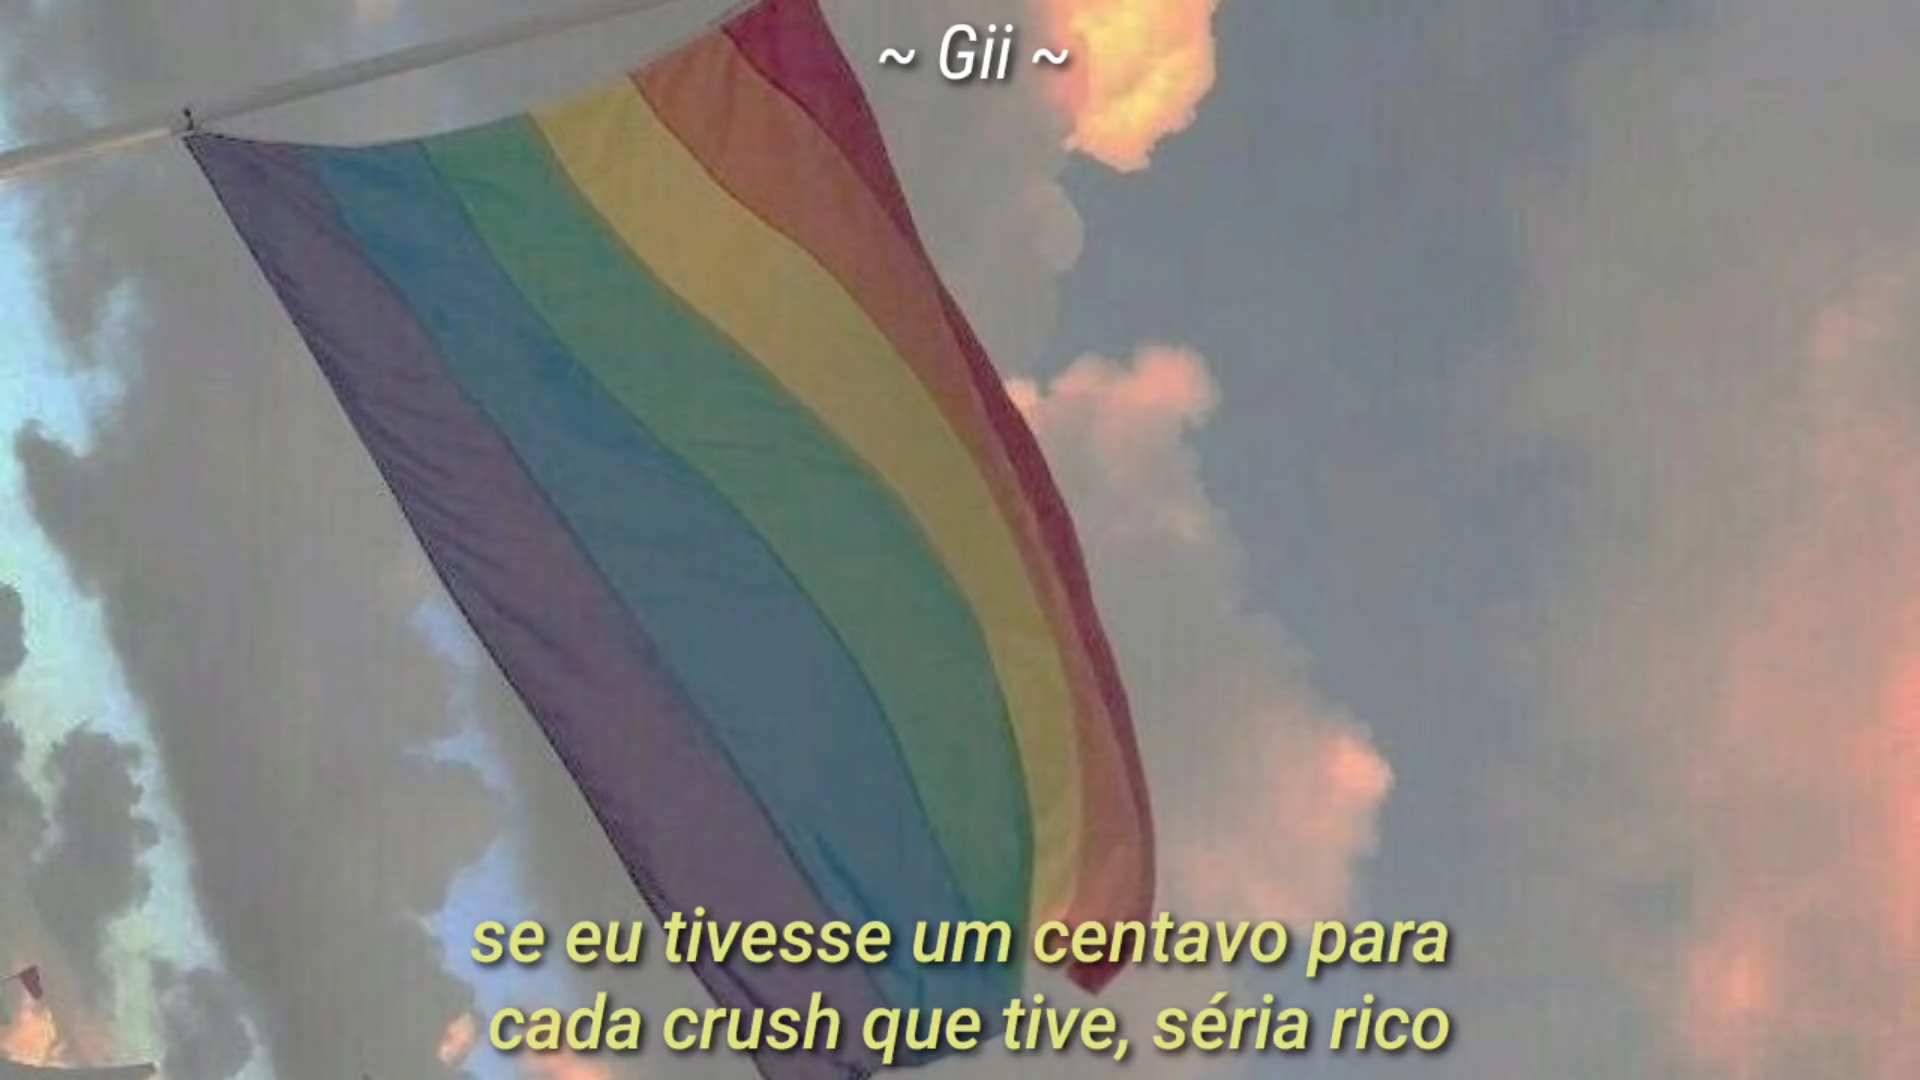 ~ Gii ~
se eu tivesse um centavo para
cada crush que tive, séria rico